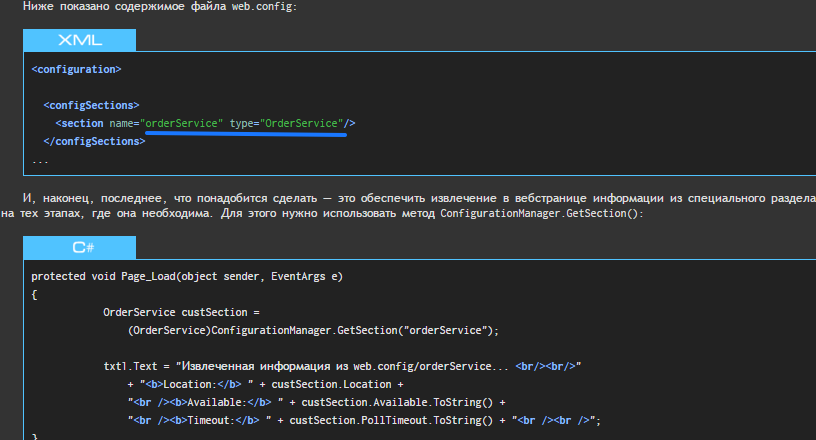 Ниже показано содержимое файла web.config:
XML
<configuration>
<configSections>
<section name="orderService" type="OrderService"/>
</configSections>
...
И, наконец, последнее, что понадобится сделать — это обеспечить извлечение в вебстранице информации из специального раздела
на тех этапах, где она необходима. Для этого нужно использовать метод ConfigurationManager.GetSection():
C#
protected void Page_Load(object sender, EventArgs e)
{
OrderService custSection =
(OrderService)ConfigurationManager.GetSection("orderService");
txt1.Text = "Извлеченная информация из web.config/orderService... <br/><br/>"
+ "<b>Location:</b> " + custSection.Location +
"<br /><b>Available:</b> " + custSection.Available.ToString() +
"<br /><b>Timeout:</b> " + custSection.PollTimeout.ToString() + "<br /><br />";
}